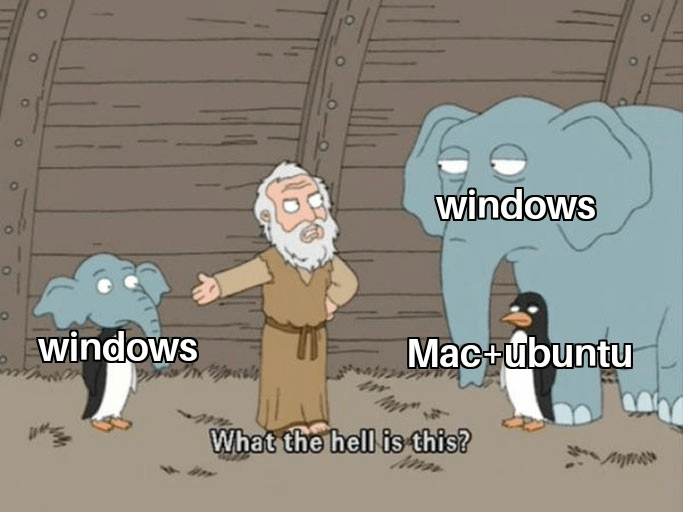 windows
windows
Mac+ubuntu
What the hell is this?